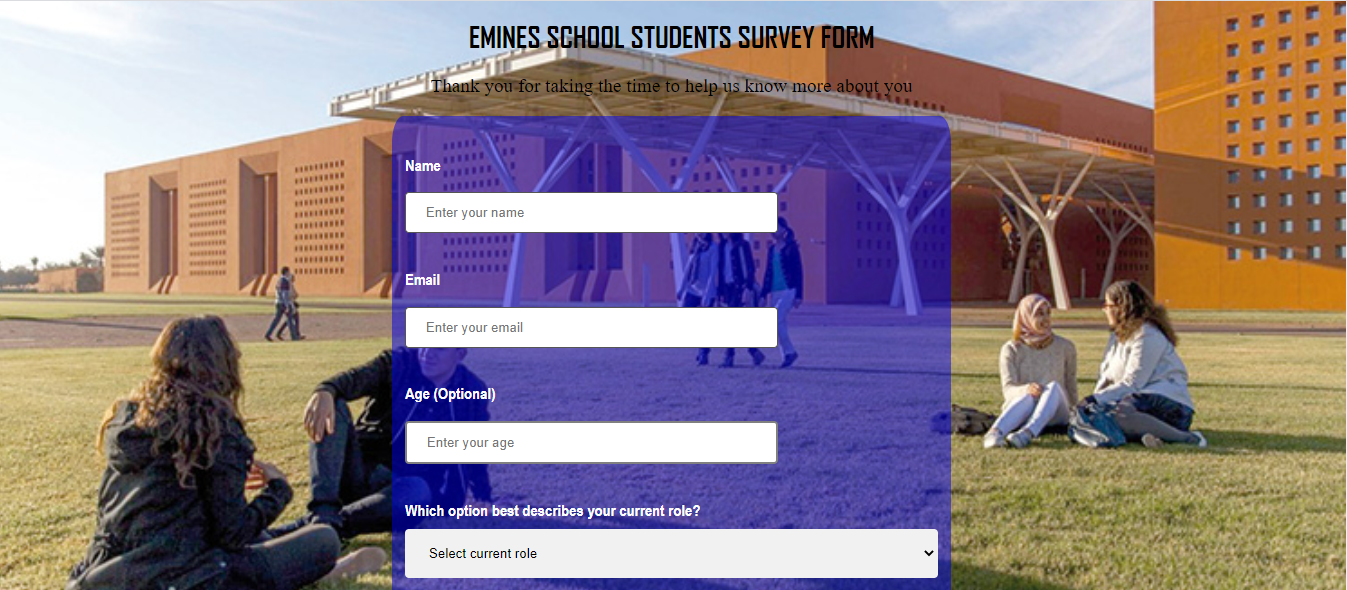 EMINES SCHOOL STUDENTS SURVEY FORM
Thank you for taking the time to help us know more about you
Name
Enter your name
Email
Enter your email
Age (Optional)
Enter your age
Which option best describes your current role?
Select current role